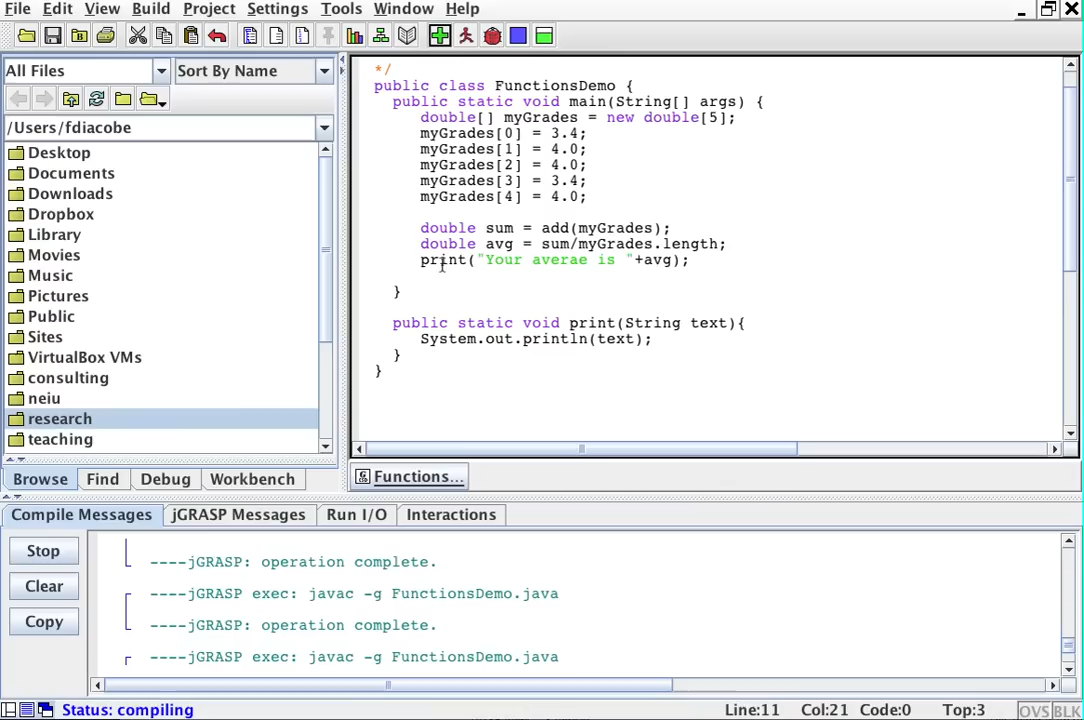 File Edit View Build Project Settings Tools Window Help
All Files
Sort By Name
/Users/fdiacobe
Desktop
Documents
Downloads
Dropbox
Library
Movies
Music
Pictures
Public
Sites
VirtualBox VMs
consulting
neiu
research
teaching
Browse Find Debug Workbench
*/
public class FunctionsDemo {
public static void main(String[] args) {
double[] myGrades = new double[5];
myGrades[0] = 3.4;
myGrades[1] = 4.0;
myGrades[2] = 4.0;
myGrades[3] = 3.4;
myGrades[4] = 4.0;
double sum = add(myGrades);
double avg = sum/myGrades.length;
print("Your averae is "+avg);
}
public static void print(String text){
System.out.println(text);
}
}
Functions...
Compile Messages jGRASP Messages Run I/O Interactions
Stop
Clear
Copy
----jGRASP: operation complete.
----jGRASP exec: javac -g FunctionsDemo.java
----jGRASP: operation complete.
----jGRASP exec: javac -g FunctionsDemo.java
Status: compiling Line:11 Col:21 Code:0 Top:3 OVS BLK